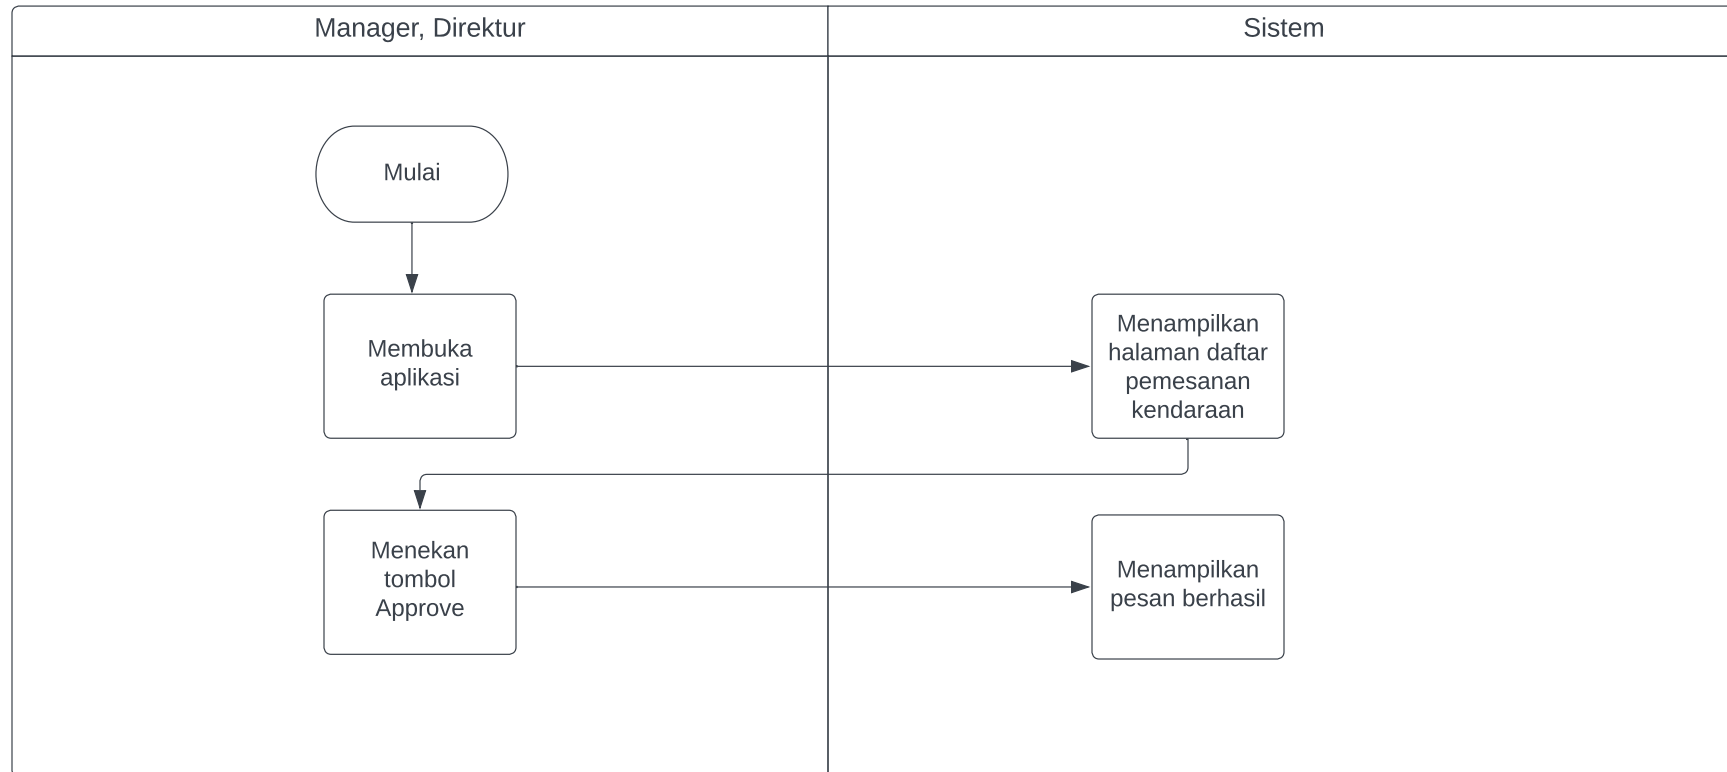 Manager, Direktur
Sistem
Mulai
Membuka
aplikasi
Menampilkan
halaman daftar
pemesanan
kendaraan
Menekan
tombol
Approve
Menampilkan
pesan berhasil